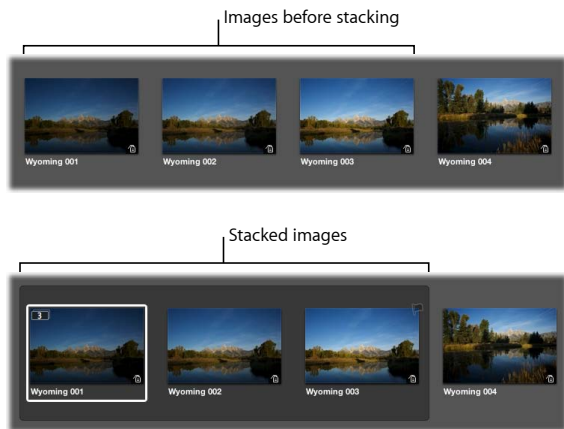 Images before stacking
Wyoming 001
Wyoming 002
Wyoming 003
Wyoming 004
Stacked images
3
Wyoming 001
Wyoming 002
Wyoming 003
Wyoming 004